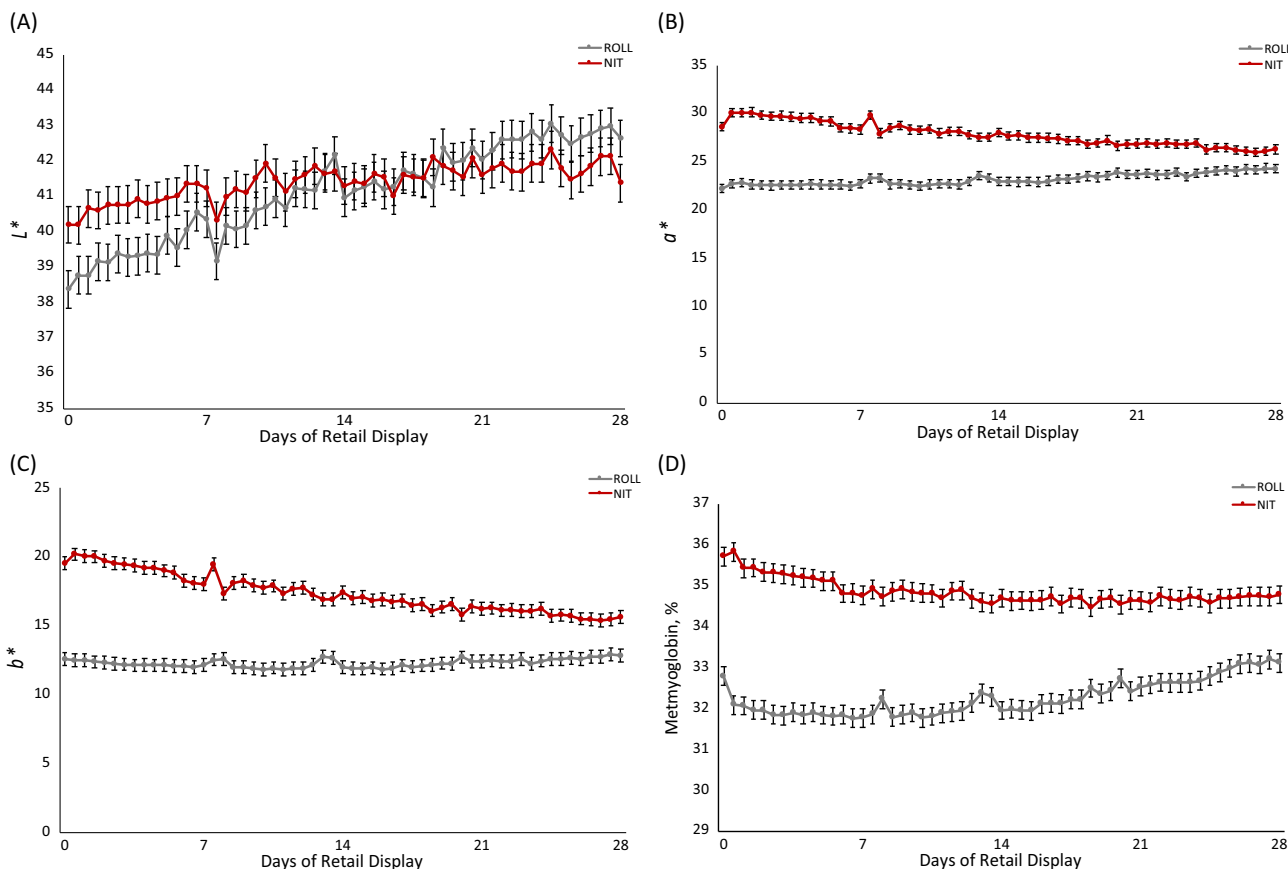 (A)
ROLL
NIT
45
44
43
42
41
40
39
38
37
36
35
L*
0 7 14 21 28
Days of Retail Display
(B)
ROLL
NIT
35
30
25
20
15
10
5
0
a*
0 7 14 21 28
Days of Retail Display
(C)
ROLL
NIT
25
20
15
10
5
0
b*
0 7 14 21 28
Days of Retail Display
(D)
ROLL
NIT
37
36
35
34
33
32
31
30
29
Metmyoglobin, %
0 7 14 21 28
Days of Retail Display